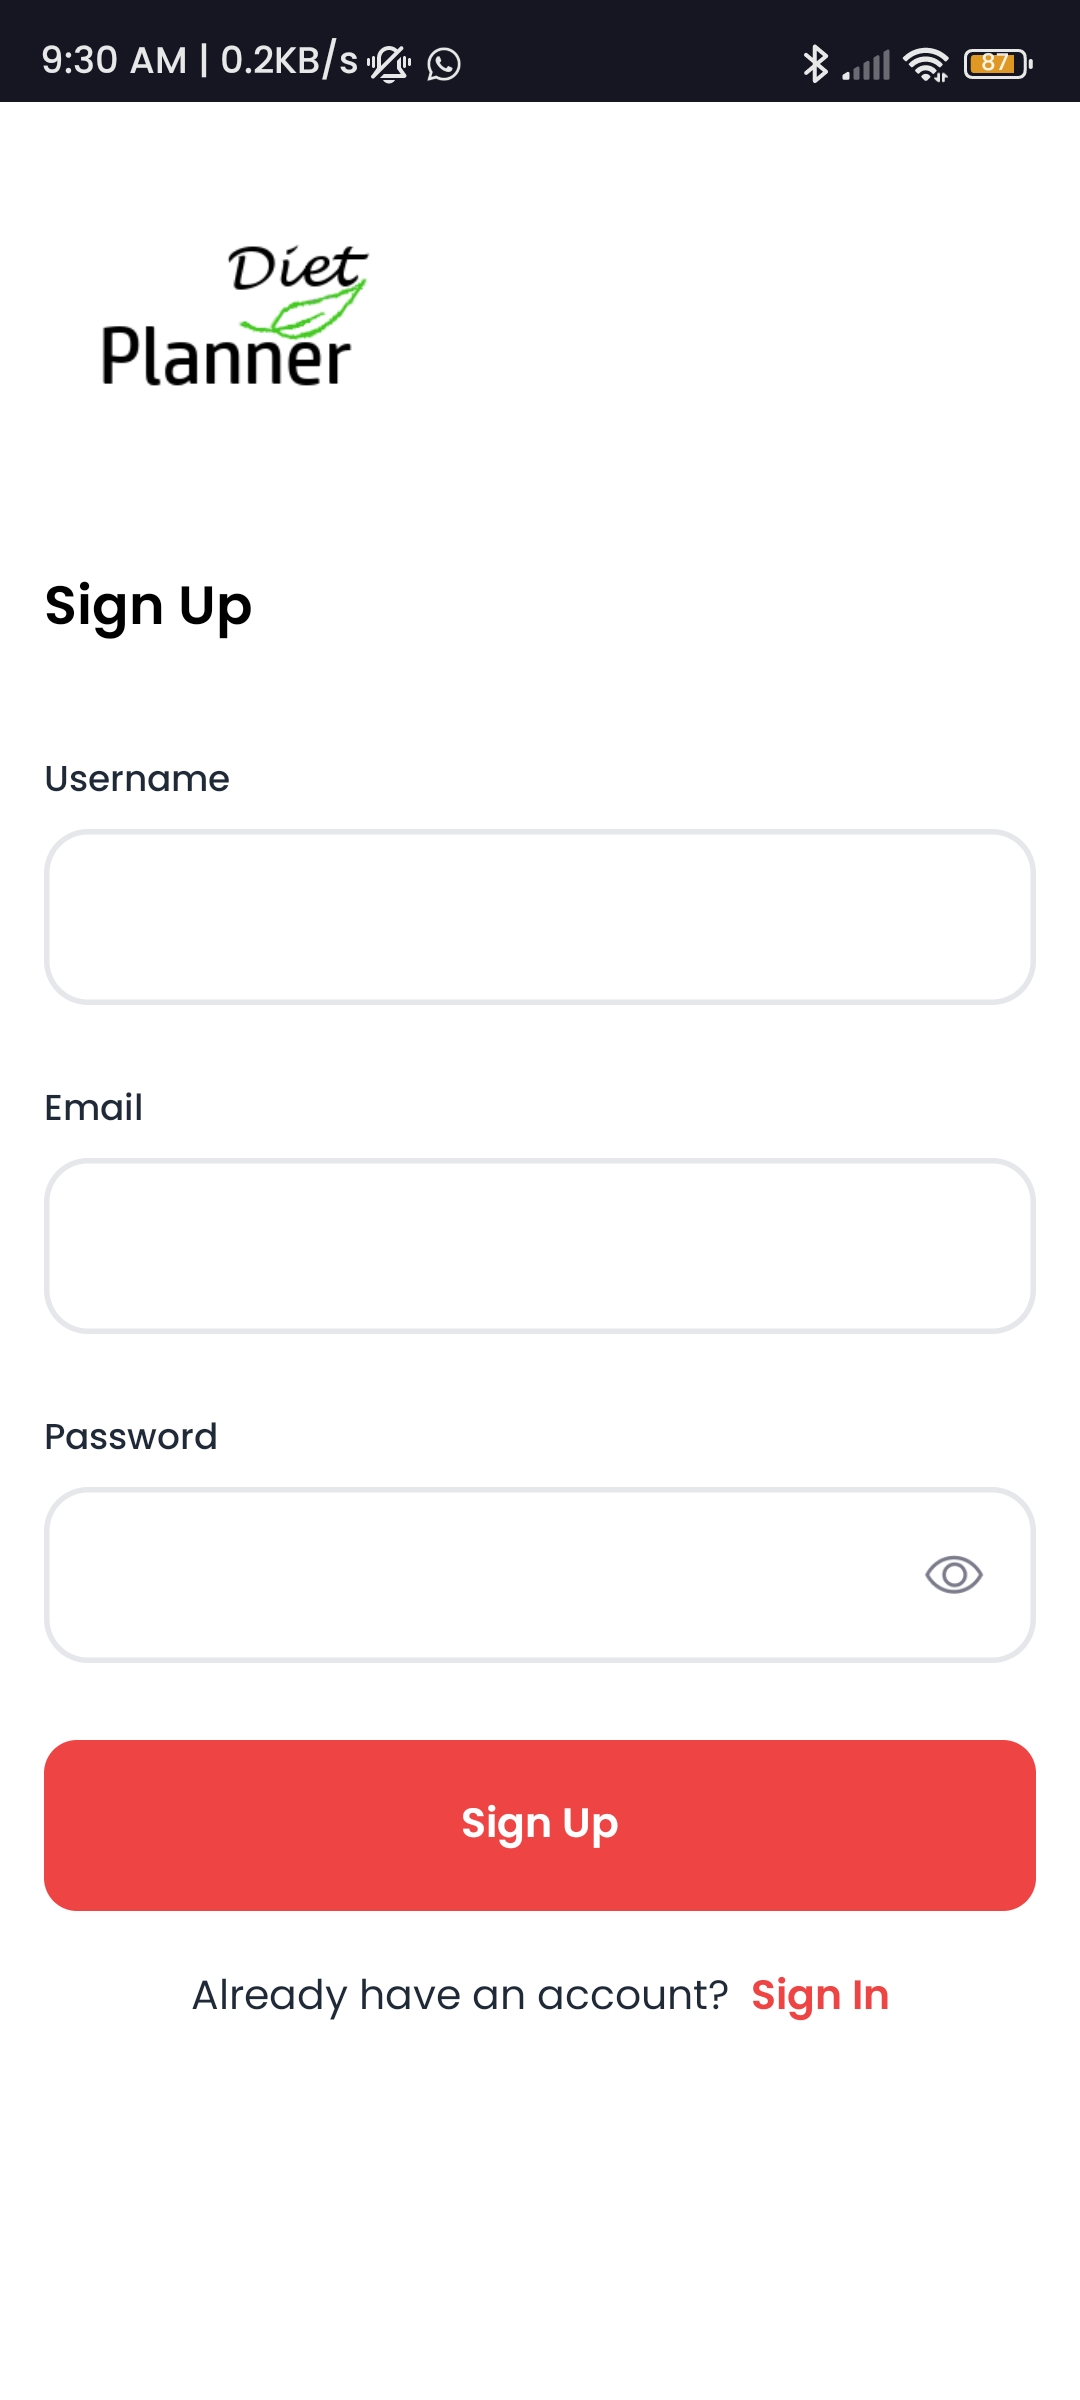 9:30 AM | 0.2KB/s 87
Diet
Planner
Sign Up
Username
Email
Password
Sign Up
Already have an account? Sign In